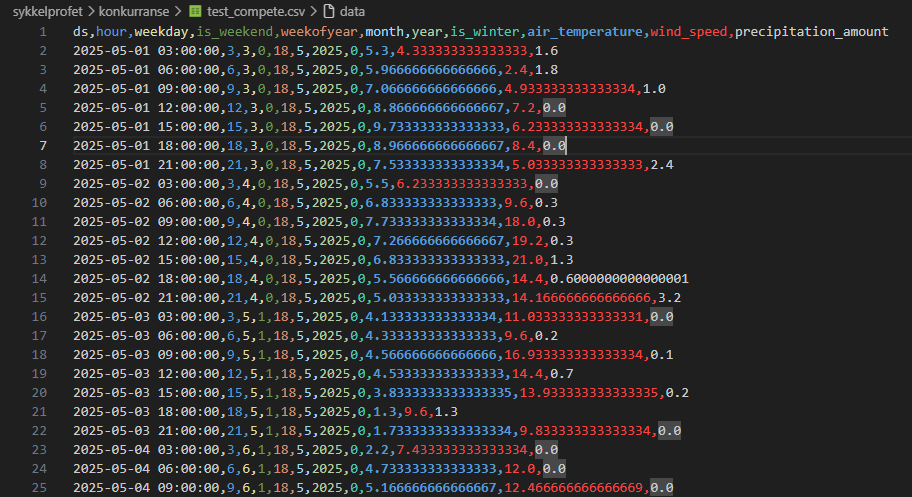 sykkelprofet > konkurranse > test_compete.csv > data
1 ds,hour,weekday,is_weekend,weekofyear,month,year,is_winter,air_temperature,wind_speed,precipitation_amount
2 2025-05-01 03:00:00,3,3,0,18,5,2025,0,5.3,4.333333333333333,1.6
3 2025-05-01 06:00:00,6,3,0,18,5,2025,0,5.966666666666666,2.4,1.8
4 2025-05-01 09:00:00,9,3,0,18,5,2025,0,7.066666666666666,4.933333333333334,1.0
5 2025-05-01 12:00:00,12,3,0,18,5,2025,0,8.866666666666667,7.2,0.0
6 2025-05-01 15:00:00,15,3,0,18,5,2025,0,9.733333333333333,6.233333333333334,0.0
7 2025-05-01 18:00:00,18,3,0,18,5,2025,0,8.966666666666667,8.4,0.0
8 2025-05-01 21:00:00,21,3,0,18,5,2025,0,7.533333333333334,5.033333333333333,2.4
9 2025-05-02 03:00:00,3,4,0,18,5,2025,0,5.5,6.233333333333333,0.0
10 2025-05-02 06:00:00,6,4,0,18,5,2025,0,6.833333333333333,9.6,0.3
11 2025-05-02 09:00:00,9,4,0,18,5,2025,0,7.733333333333334,18.0,0.3
12 2025-05-02 12:00:00,12,4,0,18,5,2025,0,7.266666666666667,19.2,0.3
13 2025-05-02 15:00:00,15,4,0,18,5,2025,0,6.833333333333333,21.0,1.3
14 2025-05-02 18:00:00,18,4,0,18,5,2025,0,5.566666666666666,14.4,0.6000000000000001
15 2025-05-02 21:00:00,21,4,0,18,5,2025,0,5.033333333333333,14.166666666666666,3.2
16 2025-05-03 03:00:00,3,5,1,18,5,2025,0,4.133333333333334,11.033333333333331,0.0
17 2025-05-03 06:00:00,6,5,1,18,5,2025,0,4.333333333333333,9.6,0.2
18 2025-05-03 09:00:00,9,5,1,18,5,2025,0,4.566666666666666,16.933333333333334,0.1
19 2025-05-03 12:00:00,12,5,1,18,5,2025,0,4.533333333333333,14.4,0.7
20 2025-05-03 15:00:00,15,5,1,18,5,2025,0,3.8333333333333335,13.933333333333335,0.2
21 2025-05-03 18:00:00,18,5,1,18,5,2025,0,1.3,9.6,1.3
22 2025-05-03 21:00:00,21,5,1,18,5,2025,0,1.7333333333333334,9.833333333333334,0.0
23 2025-05-04 03:00:00,3,6,1,18,5,2025,0,2.2,7.433333333333334,0.0
24 2025-05-04 06:00:00,6,6,1,18,5,2025,0,4.733333333333333,12.0,0.0
25 2025-05-04 09:00:00,9,6,1,18,5,2025,0,5.166666666666667,12.466666666666669,0.0